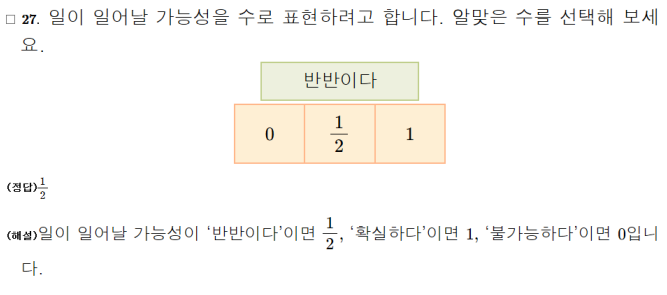 □ 27. 일이 일어날 가능성을 수로 표현하려고 합니다. 알맞은 수를 선택해 보세
요.
반반이다
0 1/2 1
(정답)1/2
(해설)일이 일어날 가능성이 ‘반반이다’이면 1/2, ‘확실하다’이면 1, ‘불가능하다’이면 0입니
다.